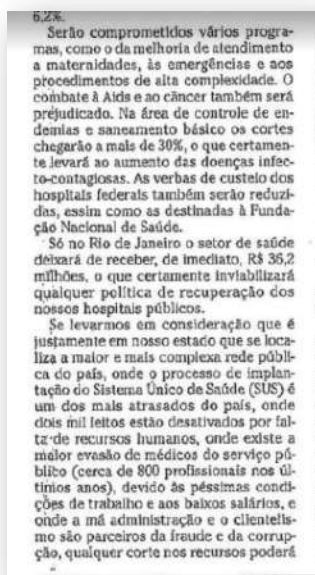 6,2%.
Serão comprometidos vários progra-
mas, como o da melhoria de atendimento
a maternidades, às emergências e aos
procedimentos de alta complexidade. O
combate à Aids e ao câncer também será
prejudicado. Na área de controle de en-
demias e saneamento básico os cortes
chegarão a mais de 30%, o que certamen-
te levará ao aumento das doenças infec-
to-contagiosas. As verbas de custeio dos
hospitais federais também serão reduzi-
das, assim como as destinadas à Funda-
ção Nacional de Saúde.
Só no Rio de Janeiro o setor de saúde
deixará de receber, de imediato, R$ 36,2
milhões, o que certamente inviabilizará
qualquer política de recuperação dos
nossos hospitais públicos.
Se levarmos em consideração que é
justamente em nosso estado que se loca-
liza a maior e mais complexa rede públi-
ca do país, onde o processo de implan-
tação do Sistema Único de Saúde (SUS) é
um dos mais atrasados do país, onde
dois mil leitos estão desativados por fal-
ta de recursos humanos, onde existe a
maior evasão de médicos do serviço pú-
blico (cerca de 800 profissionais nos úl-
timos anos), devido às péssimas condi-
ções de trabalho e aos baixos salários, e
onde a má administração e o clientelis-
mo são parceiros da fraude e da corrup-
ção, qualquer corte nos recursos poderá